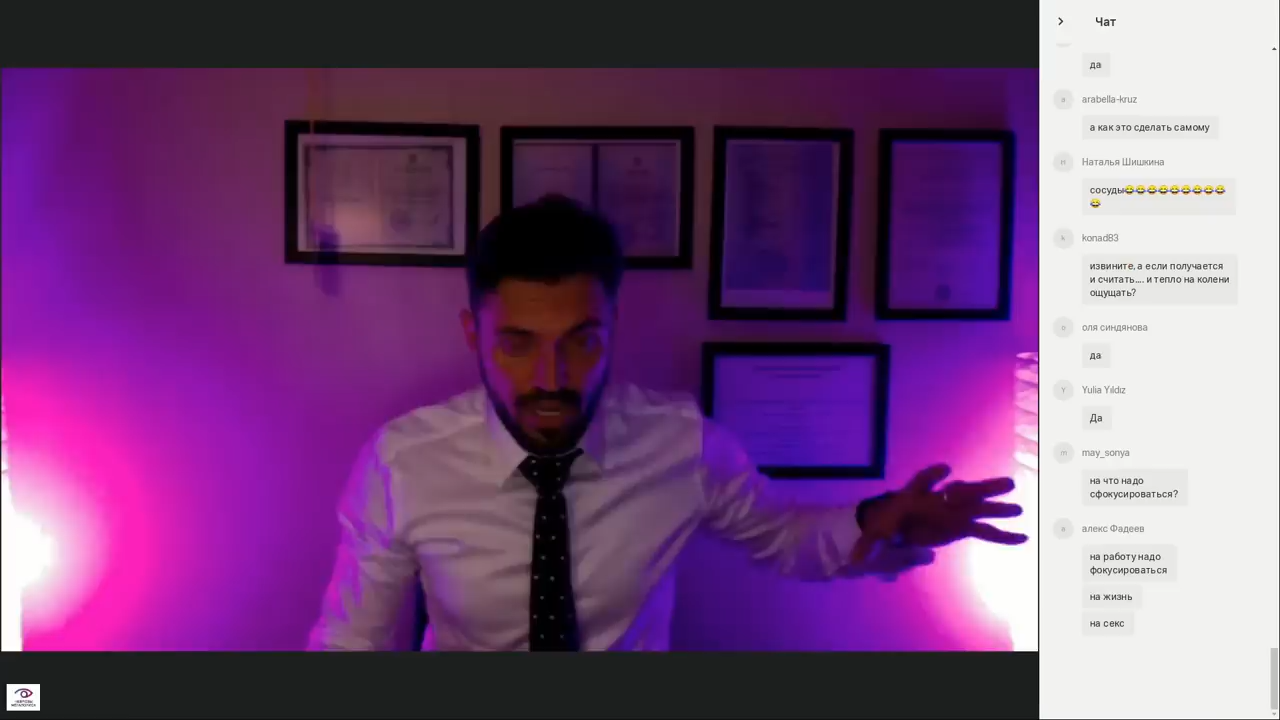 Чат
да
arabella-kruz
а как это сделать самому
Наталья Шишкина
сосуды😂😂😂😂😂😂😂😂😂
😂
konad83
извините, а если получается
и считать.... и тепло на колени
ощущать?
оля синдянова
да
Yulia Yıldız
Да
may_sonya
на что надо
сфокусироваться?
алекс Фадеев
на работу надо
фокусироваться
на жизнь
на секс